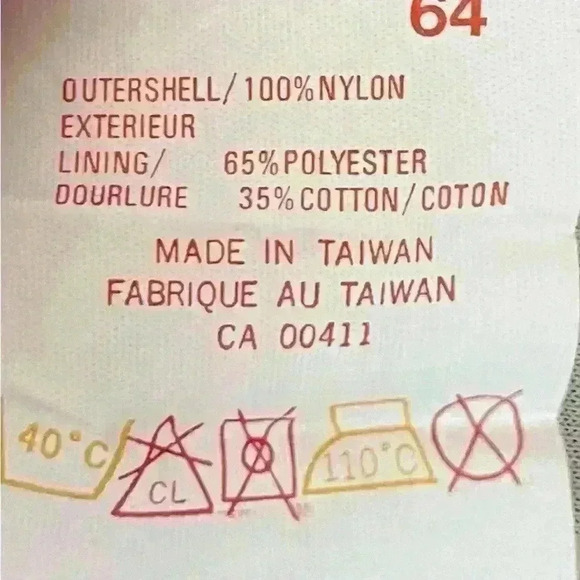 64
OUTERSHELL/ 100%NYLON
EXTERIEUR
LINING/ 65%POLYESTER
DOURLURE 35%COTTON/COTON
MADE IN TAIWAN
FABRIQUE AU TAIWAN
CA 00411
40°C CL 110°C